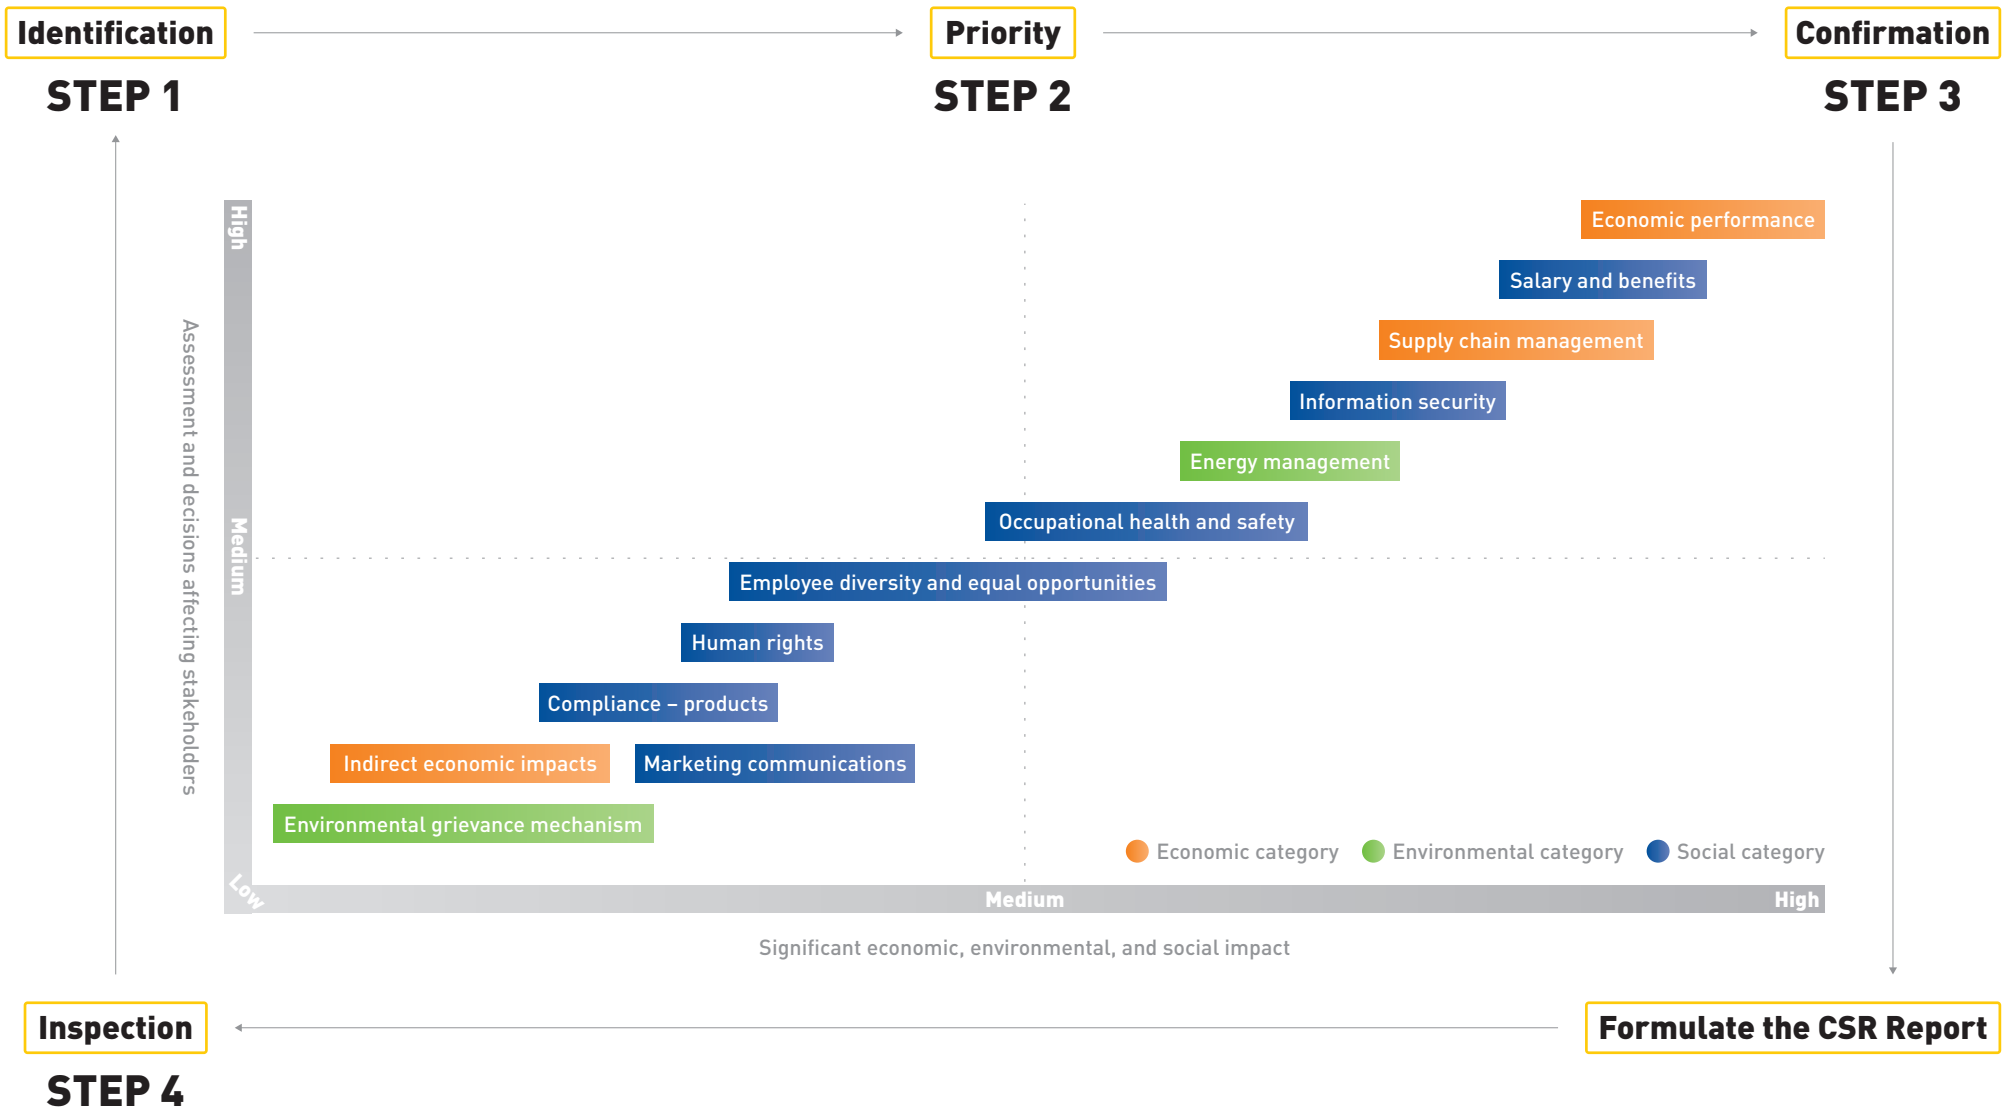 Identification
Priority
Confirmation
STEP 1
STEP 2
STEP 3
High
Economic performance
Salary and benefits
Supply chain management
Information security
Energy management
Occupational health and safety
Medium
Assessment and decisions affecting stakeholders
Employee diversity and equal opportunities
Human rights
Compliance – products
Indirect economic impacts
Marketing communications
Environmental grievance mechanism
Economic category
Environmental category
Social category
Low
Medium
High
Significant economic, environmental, and social impact
Inspection
Formulate the CSR Report
STEP 4